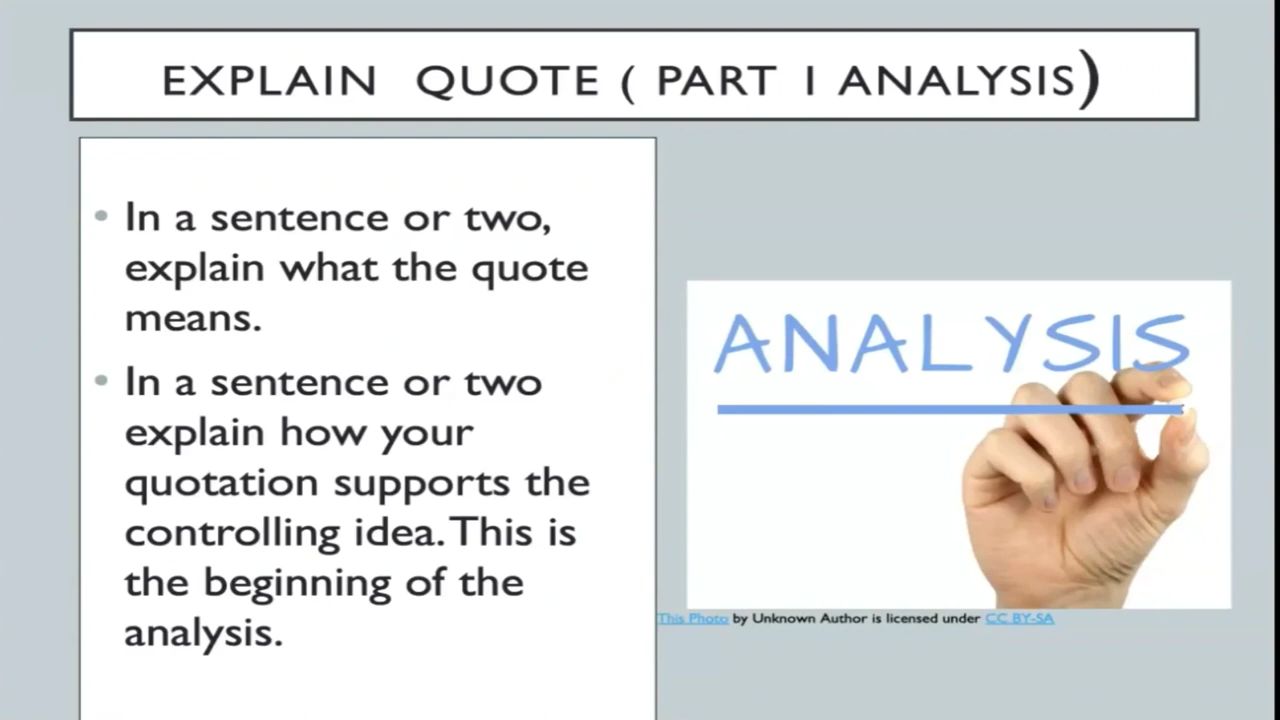 EXPLAIN QUOTE ( PART I ANALYSIS)
• In a sentence or two,
explain what the quote
means.
• In a sentence or two
explain how your
quotation supports the
controlling idea. This is
the beginning of the
analysis.
ANALYSIS
This Photo by Unknown Author is licensed under CC BY-SA